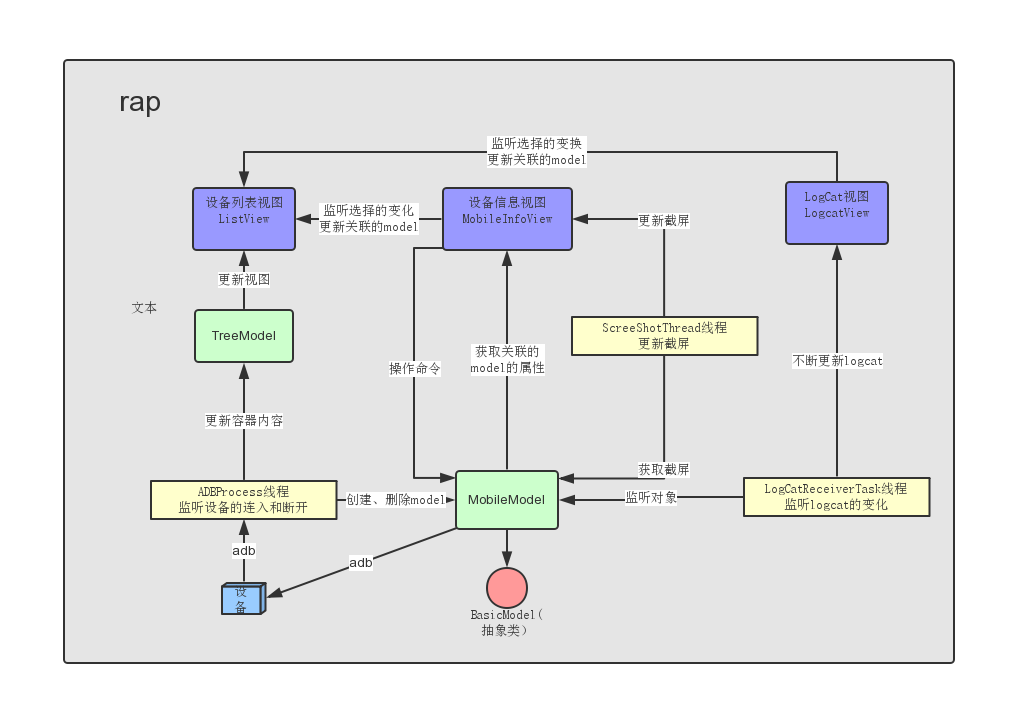 rap
监听选择的变换
更新关联的model
设备列表视图
ListView
监听选择的变化
更新关联的model
设备信息视图
MobileInfoView
更新截屏
LogCat视图
LogcatView
更新视图
文本
TreeModel
ScreeShotThread线程
更新截屏
操作命令
获取关联的
model的属性
不断更新logcat
更新容器内容
获取截屏
ADBProcess线程
监听设备的连入和断开
创建、删除model
MobileModel
监听对象
LogCatReceiverTask线程
监听logcat的变化
adb
adb
设
备
BasicModel(
抽象类）